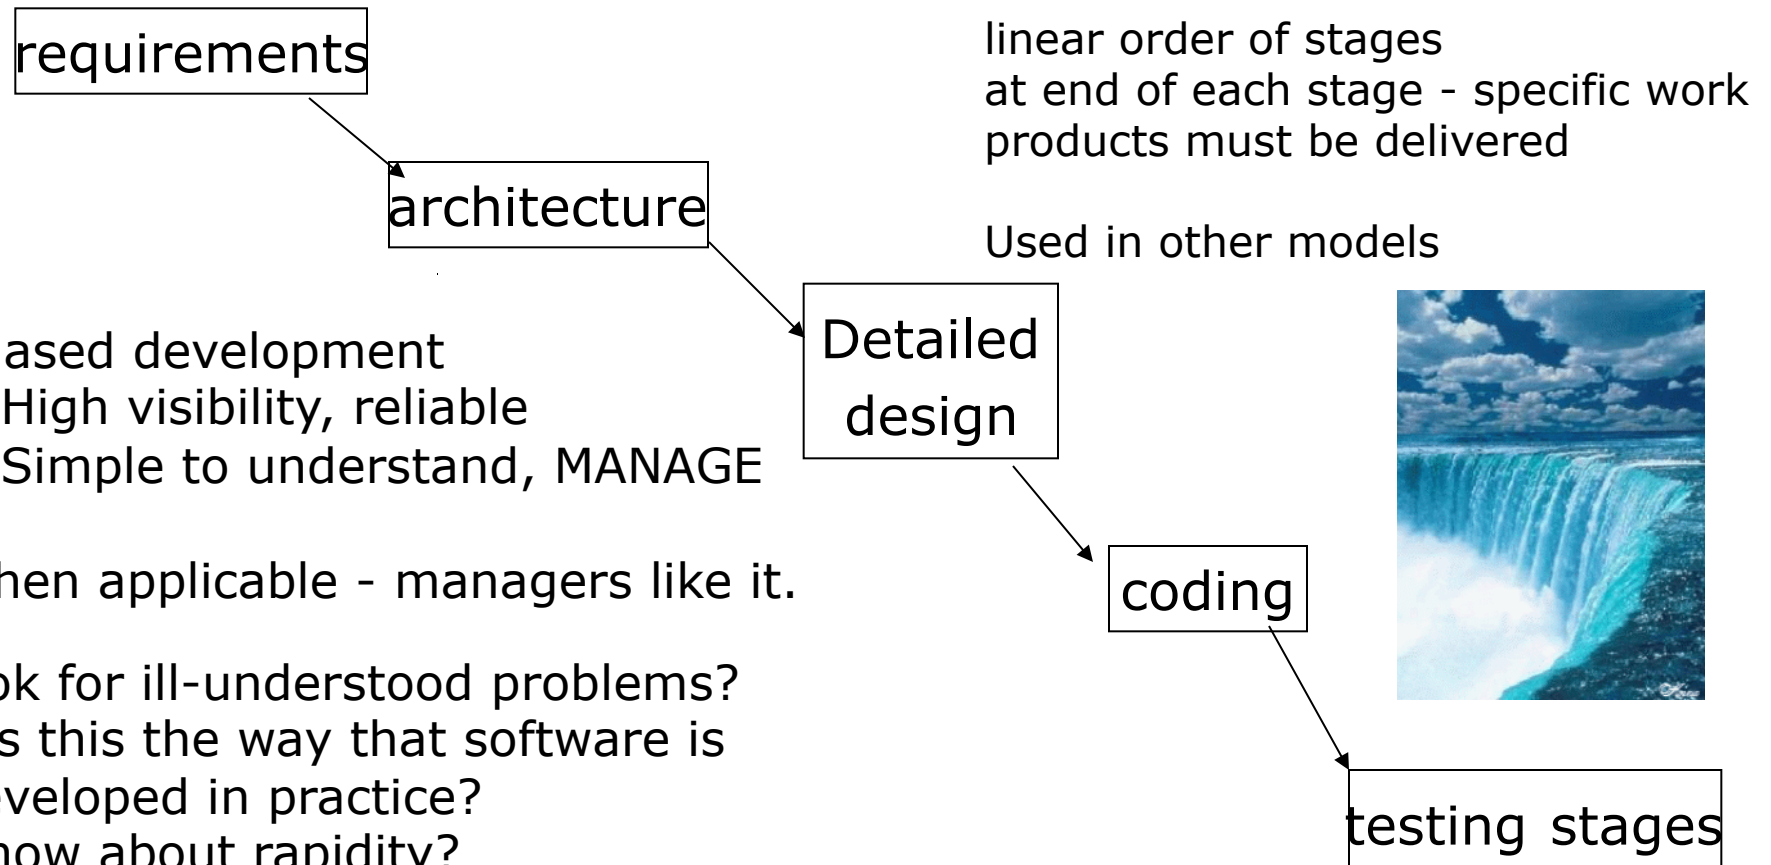 requirements
linear order of stages
at end of each stage - specific work
products must be delivered
architecture
Used in other models
Detailed
design
ased development
High visibility, reliable
Simple to understand, MANAGE
hen applicable - managers like it.
coding
ok for ill-understood problems?
s this the way that software is
veloped in practice?
how about rapidity?
testing stages